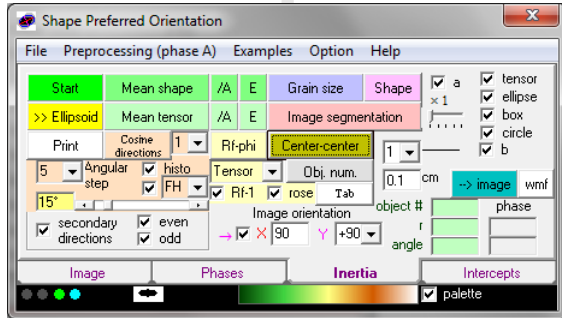 Shape Preferred Orientation
File Preprocessing (phase A) Examples Option Help
Start Mean shape /A E Grain size Shape a tensor
×1 ellipse
>> Ellipsoid Mean tensor /A E Image segmentation box
circle
Print Cosine directions 1 Rf-phi Center-center 1 b
5 Angular step histo Tensor Obj. num. 0.1 cm --> image wmf
15° FH Rf-1 rose Tab
secondary directions even odd Image orientation object # phase
→ X 90 Y +90 r
angle
Image Phases Inertia Intercepts
palette